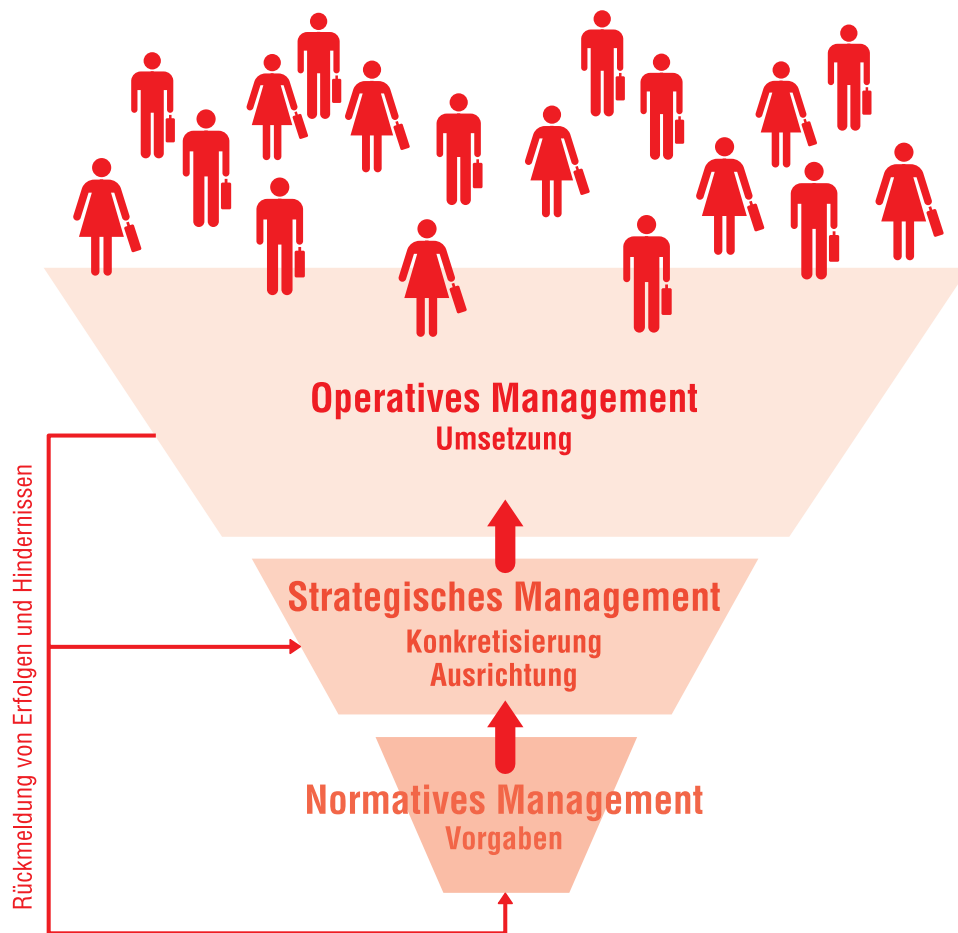 Operatives Management
Umsetzung
Strategisches Management
Konkretisierung
Ausrichtung
Normatives Management
Vorgaben
Rückmeldung von Erfolgen und Hindernissen